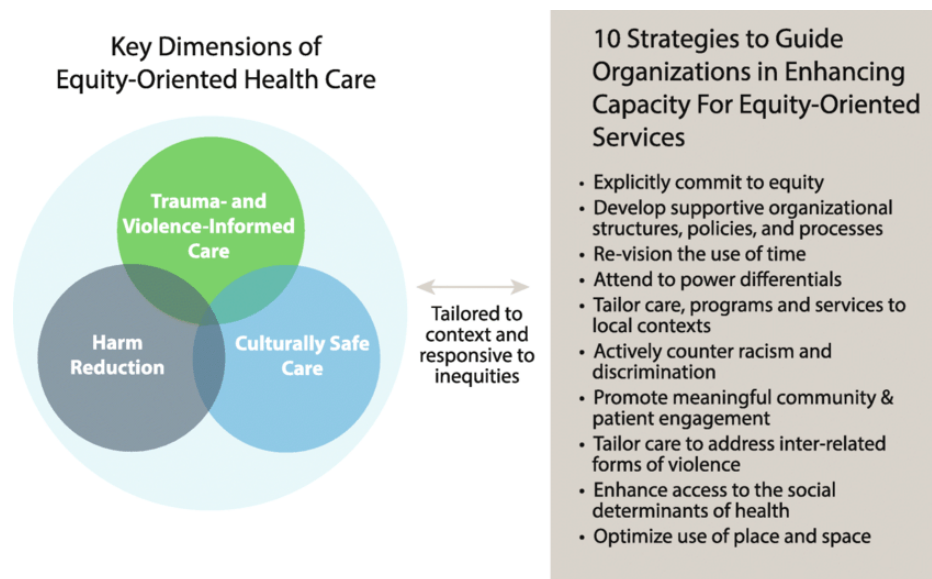 Key Dimensions of
Equity-Oriented Health Care
Trauma- and
Violence-Informed
Care
Harm
Reduction
Culturally Safe
Care
Tailored to
context and
responsive to
inequities
10 Strategies to Guide
Organizations in Enhancing
Capacity For Equity-Oriented
Services
• Explicitly commit to equity
• Develop supportive organizational
structures, policies, and processes
• Re-vision the use of time
• Attend to power differentials
• Tailor care, programs and services to
local contexts
• Actively counter racism and
discrimination
• Promote meaningful community &
patient engagement
• Tailor care to address inter-related
forms of violence
• Enhance access to the social
determinants of health
• Optimize use of place and space